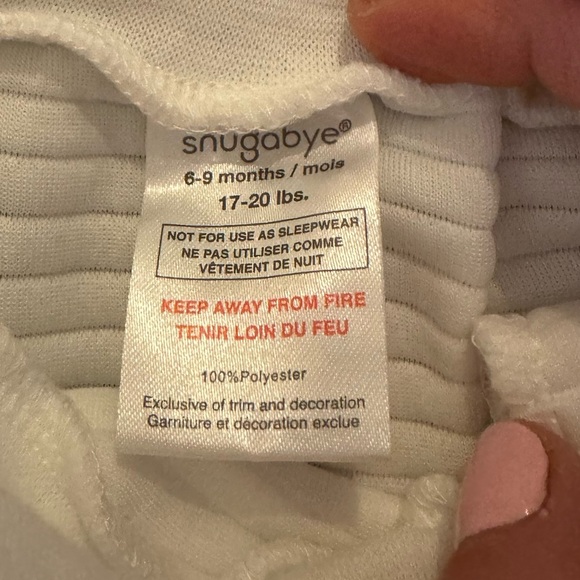 snugabye®
6-9 months / mois
17-20 lbs.
NOT FOR USE AS SLEEPWEAR
NE PAS UTILISER COMME
VÊTEMENT DE NUIT
KEEP AWAY FROM FIRE
TENIR LOIN DU FEU
100%Polyester
Exclusive of trim and decoration
Garniture et décoration exclue